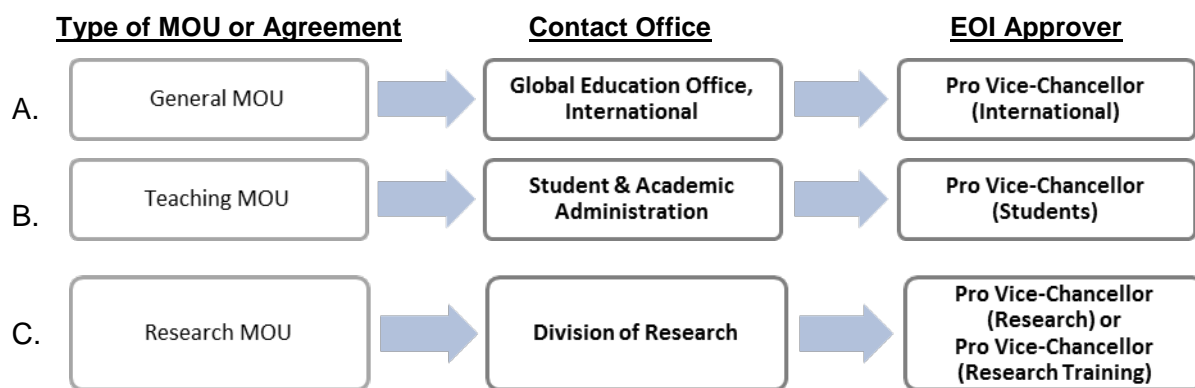 Type of MOU or Agreement
Contact Office
EOI Approver
A.
General MOU
Global Education Office,
International
Pro Vice-Chancellor
(International)
B.
Teaching MOU
Student & Academic
Administration
Pro Vice-Chancellor
(Students)
C.
Research MOU
Division of Research
Pro Vice-Chancellor
(Research) or
Pro Vice-Chancellor
(Research Training)